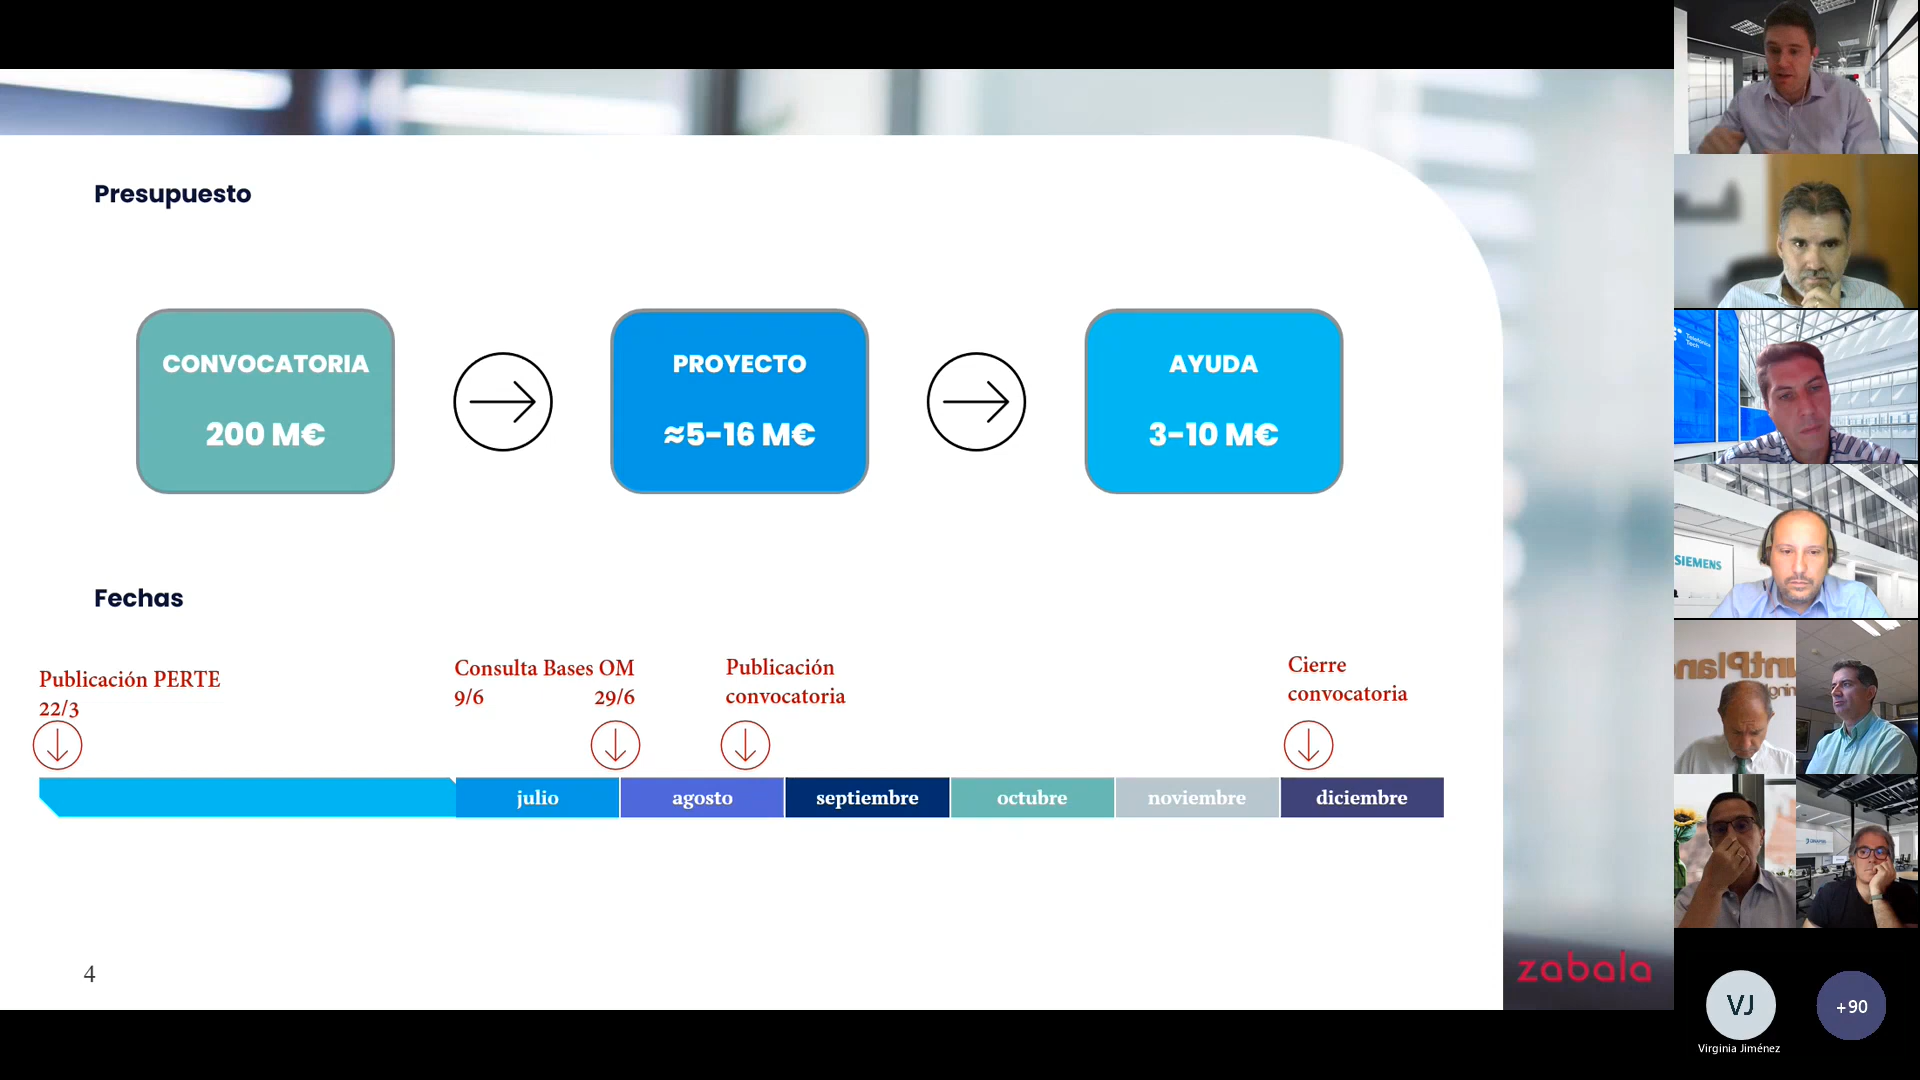 Presupuesto
CONVOCATORIA
200 M€
PROYECTO
≈5-16 M€
AYUDA
3-10 M€
Fechas
Publicación PERTE
22/3
Consulta Bases OM
9/6 29/6
Publicación
convocatoria
Cierre
convocatoria
julio
agosto
septiembre
octubre
noviembre
diciembre
4
zabala
Telefónica
Tech
SIEMENS
VJ
Virginia Jiménez
+90